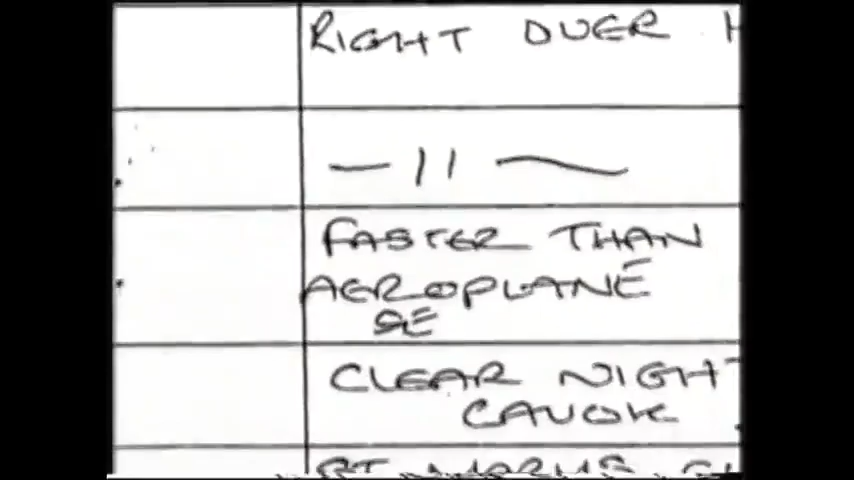 RIGHT OVER H
— 11 —
FASTER THAN
AEROPLANE
SE
CLEAR NIGHT
CAVOK